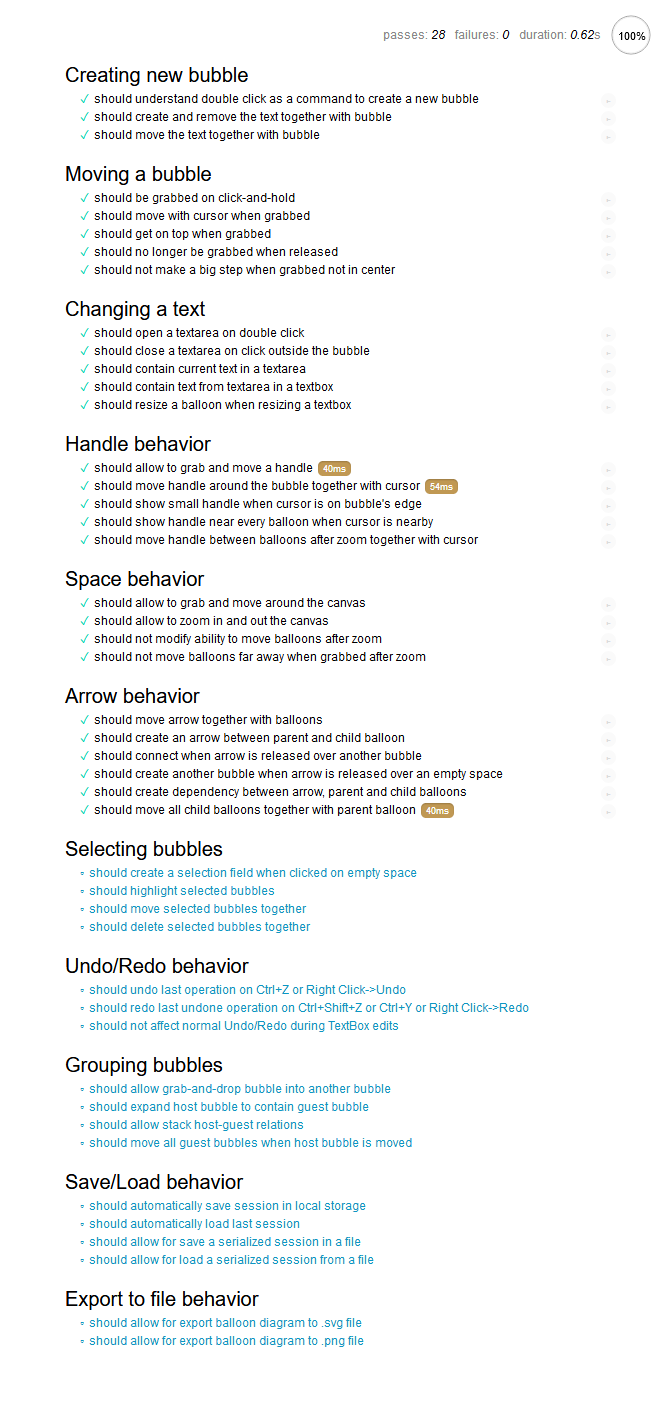 passes: 28 failures: 0 duration: 0.62s 100%
Creating new bubble
✓ should understand double click as a command to create a new bubble
✓ should create and remove the text together with bubble
✓ should move the text together with bubble
Moving a bubble
✓ should be grabbed on click-and-hold
✓ should move with cursor when grabbed
✓ should get on top when grabbed
✓ should no longer be grabbed when released
✓ should not make a big step when grabbed not in center
Changing a text
✓ should open a textarea on double click
✓ should close a textarea on click outside the bubble
✓ should contain current text in a textarea
✓ should contain text from textarea in a textbox
✓ should resize a balloon when resizing a textbox
Handle behavior
✓ should allow to grab and move a handle 40ms
✓ should move handle around the bubble together with cursor 54ms
✓ should show small handle when cursor is on bubble's edge
✓ should show handle near every balloon when cursor is nearby
✓ should move handle between balloons after zoom together with cursor
Space behavior
✓ should allow to grab and move around the canvas
✓ should allow to zoom in and out the canvas
✓ should not modify ability to move balloons after zoom
✓ should not move balloons far away when grabbed after zoom
Arrow behavior
✓ should move arrow together with balloons
✓ should create an arrow between parent and child balloon
✓ should connect when arrow is released over another bubble
✓ should create another bubble when arrow is released over an empty space
✓ should create dependency between arrow, parent and child balloons
✓ should move all child balloons together with parent balloon 40ms
Selecting bubbles
should create a selection field when clicked on empty space
should highlight selected bubbles
should move selected bubbles together
should delete selected bubbles together
Undo/Redo behavior
should undo last operation on Ctrl+Z or Right Click->Undo
should redo last undone operation on Ctrl+Shift+Z or Ctrl+Y or Right Click->Redo
should not affect normal Undo/Redo during TextBox edits
Grouping bubbles
should allow grab-and-drop bubble into another bubble
should expand host bubble to contain guest bubble
should allow stack host-guest relations
should move all guest bubbles when host bubble is moved
Save/Load behavior
should automatically save session in local storage
should automatically load last session
should allow for save a serialized session in a file
should allow for load a serialized session from a file
Export to file behavior
should allow for export balloon diagram to .svg file
should allow for export balloon diagram to .png file